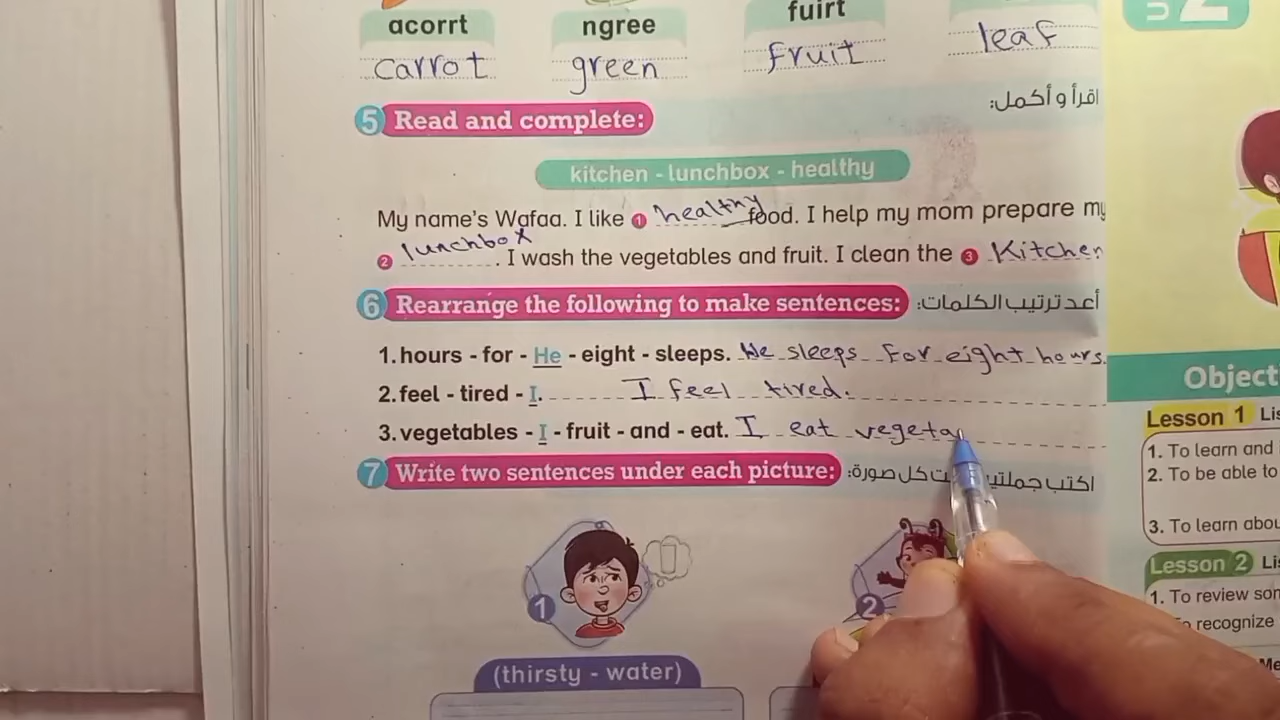 acorrt ngree fuirt
carrot green fruit leaf
5 Read and complete: اقرأ و أكمل:
kitchen - lunchbox - healthy
My name's Wafaa. I like 1 healthy food. I help my mom prepare my
2 lunchbox. I wash the vegetables and fruit. I clean the 3 Kitchen
6 Rearrange the following to make sentences: أعد ترتيب الكلمات:
1. hours - for - He - eight - sleeps. He sleeps for eight hours.
2. feel - tired - I. I feel tired.
3. vegetables - I - fruit - and - eat. I eat vegeta
7 Write two sentences under each picture: اكتب كل صورة:
1 2
(thirsty - water)
2
Object
Lesson 1 Lis
1. To learn and
2. To be able to
3. To learn abou
Lesson 2 Li
1. To review som
recognize